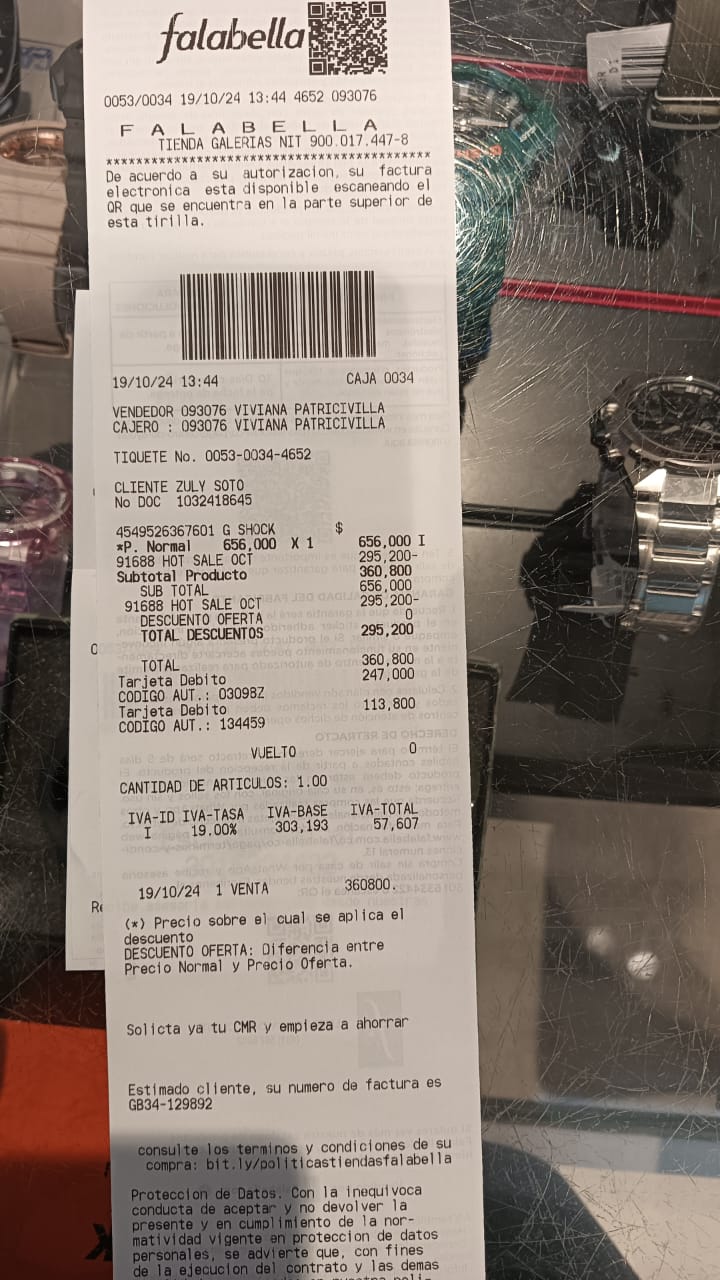 falabella
0053/0034 19/10/24 13:44 4652 093076
F A L A B E L L A
TIENDA GALERIAS NIT 900.017.447-8
********************************************
De acuerdo a su autorizacion, su factura
electronica esta disponible escaneando el
QR que se encuentra en la parte superior de
esta tirilla.
19/10/24 13:44 CAJA 0034
VENDEDOR 093076 VIVIANA PATRICIVILLA
CAJERO : 093076 VIVIANA PATRICIVILLA
TIQUETE No. 0053-0034-4652
CLIENTE ZULY SOTO
No DOC 1032418645
4549526367601 G SHOCK $
*P. Normal 656,000 X 1 656,000 I
91688 HOT SALE OCT 295,200-
Subtotal Producto 360,800
SUB TOTAL 656,000
91688 HOT SALE OCT 295,200-
DESCUENTO OFERTA 0
TOTAL DESCUENTOS 295,200
TOTAL 360,800
Tarjeta Debito 247,000
CODIGO AUT.: 03098Z
Tarjeta Debito 113,800
CODIGO AUT.: 134459
VUELTO 0
CANTIDAD DE ARTICULOS: 1.00
IVA-ID IVA-TASA IVA-BASE IVA-TOTAL
I 19.00% 303,193 57,607
19/10/24 1 VENTA 360800.
(*) Precio sobre el cual se aplica el
descuento
DESCUENTO OFERTA: Diferencia entre
Precio Normal y Precio Oferta.
Solicta ya tu CMR y empieza a ahorrar
Estimado cliente, su numero de factura es
GB34-129892
consulte los terminos y condiciones de su
compra: bit.ly/politicastiendasfalabella
Proteccion de Datos. Con la inequivoca
conducta de aceptar y no devolver la
presente y en cumplimiento de la nor-
matividad vigente en proteccion de datos
personales, se advierte que, con fines
de la ejecucion del contrato y las demas